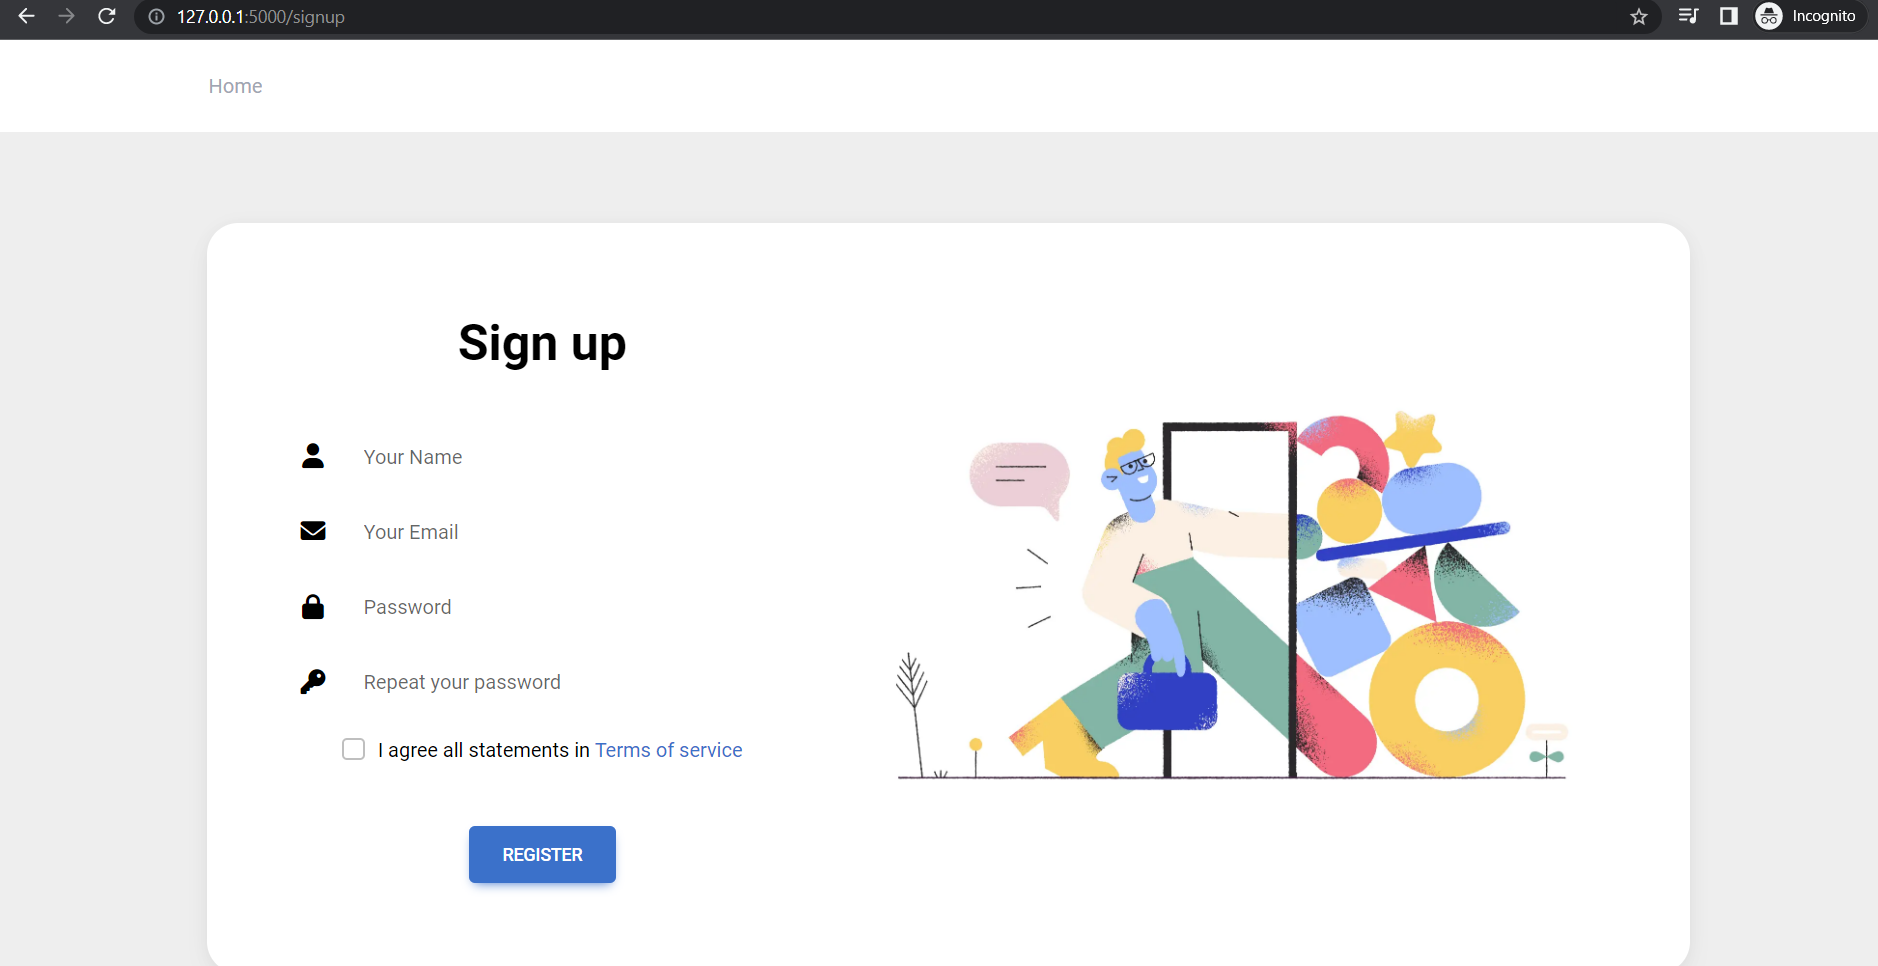 127.0.0.1:5000/signup
Incognito
Home
Sign up
Your Name
Your Email
Password
Repeat your password
I agree all statements in Terms of service
REGISTER